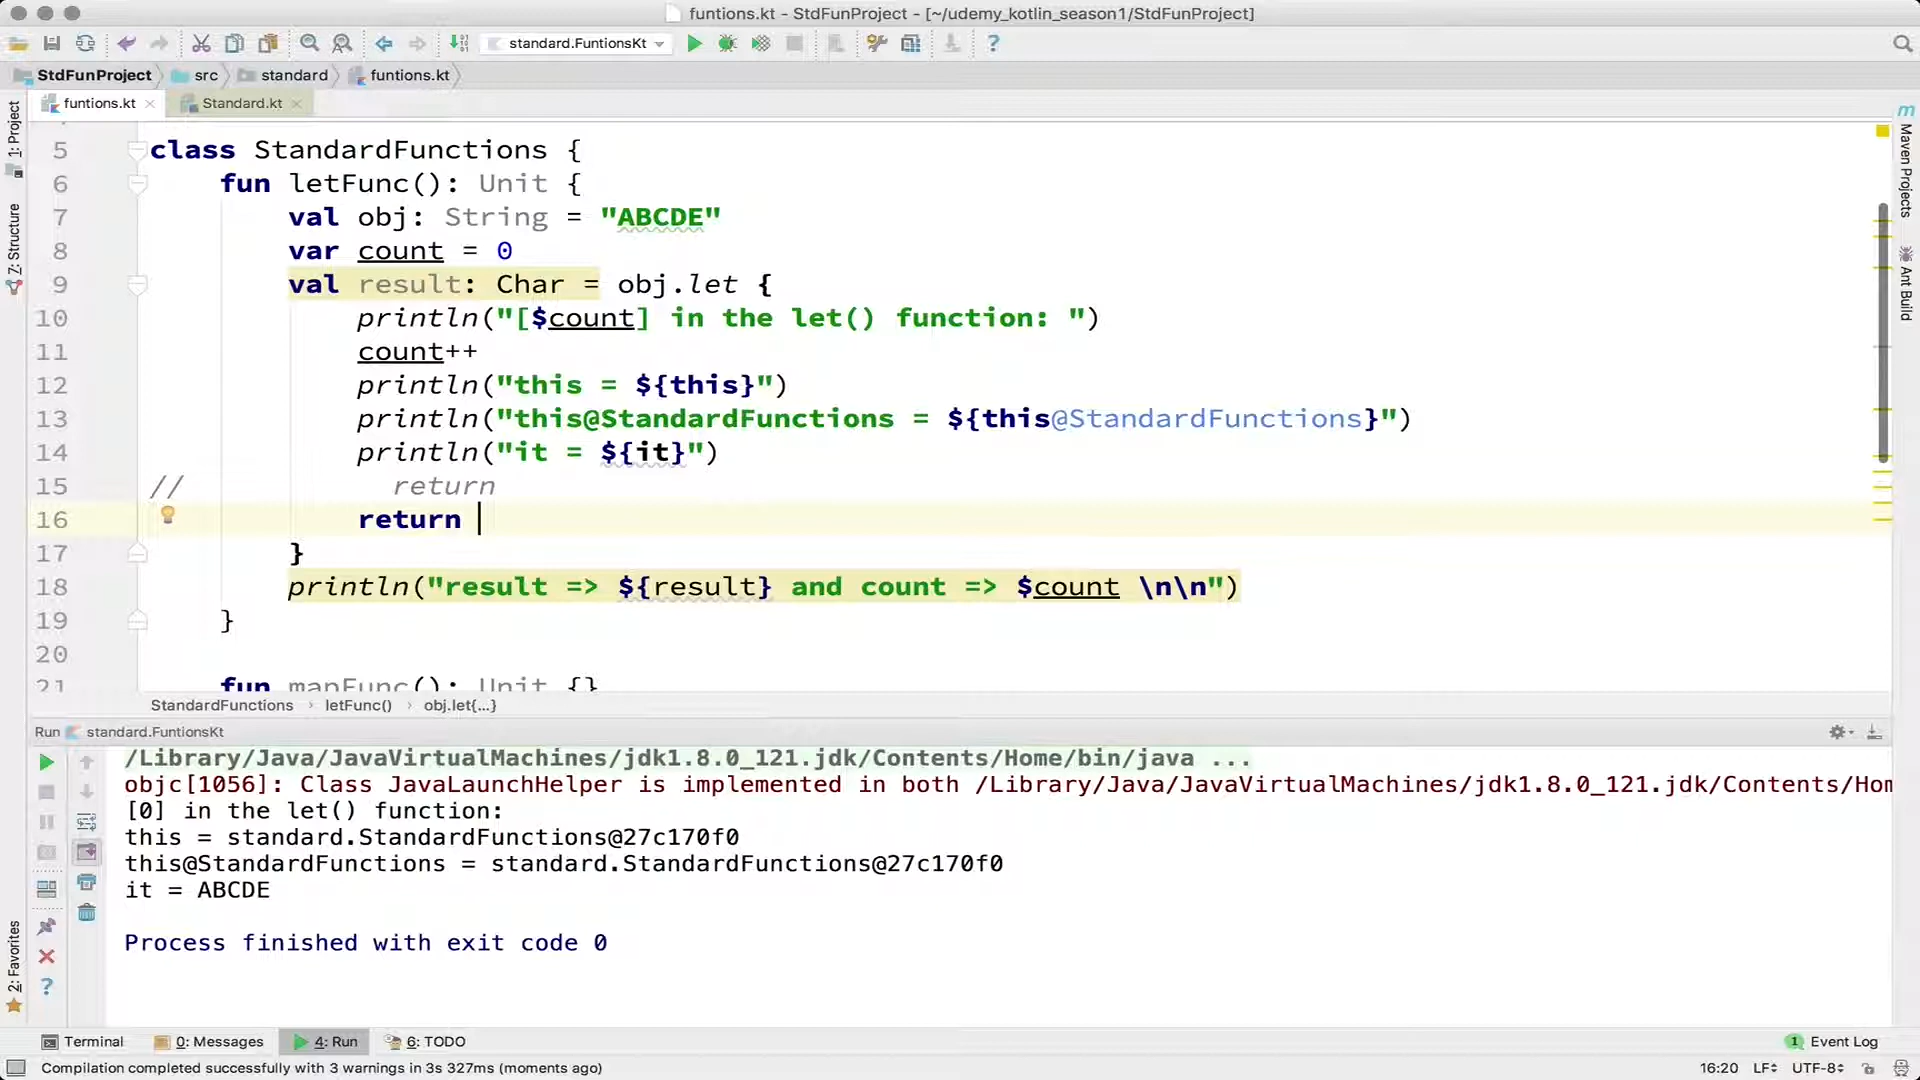 funtions.kt - StdFunProject - [~/udemy_kotlin_season1/StdFunProject]
standard.FuntionsKt
StdFunProject src standard funtions.kt
funtions.kt Standard.kt
1: Project
7: Structure
2: Favorites
Maven Projects
Ant Build
5 class StandardFunctions {
6 fun letFunc(): Unit {
7 val obj: String = "ABCDE"
8 var count = 0
9 val result: Char = obj.let {
10 println("[$count] in the let() function: ")
11 count++
12 println("this = ${this}")
13 println("this@StandardFunctions = ${this@StandardFunctions}")
14 println("it = ${it}")
15 // return
16 return
17 }
18 println("result => ${result} and count => $count \n\n")
19 }
20
21 fun mapFunc(): Unit {}
StandardFunctions letFunc() obj.let{...}
Run standard.FuntionsKt
/Library/Java/JavaVirtualMachines/jdk1.8.0_121.jdk/Contents/Home/bin/java ...
objc[1056]: Class JavaLaunchHelper is implemented in both /Library/Java/JavaVirtualMachines/jdk1.8.0_121.jdk/Contents/Hom
[0] in the let() function:
this = standard.StandardFunctions@27c170f0
this@StandardFunctions = standard.StandardFunctions@27c170f0
it = ABCDE
Process finished with exit code 0
Terminal 0: Messages 4: Run 6: TODO 1 Event Log
Compilation completed successfully with 3 warnings in 3s 327ms (moments ago) 16:20 LF UTF-8